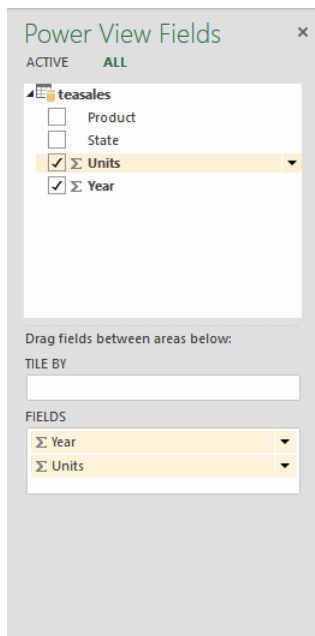 Power View Fields
ACTIVE ALL
teasales
Product
State
Σ Units
Σ Year
Drag fields between areas below:
TILE BY
FIELDS
Σ Year
Σ Units